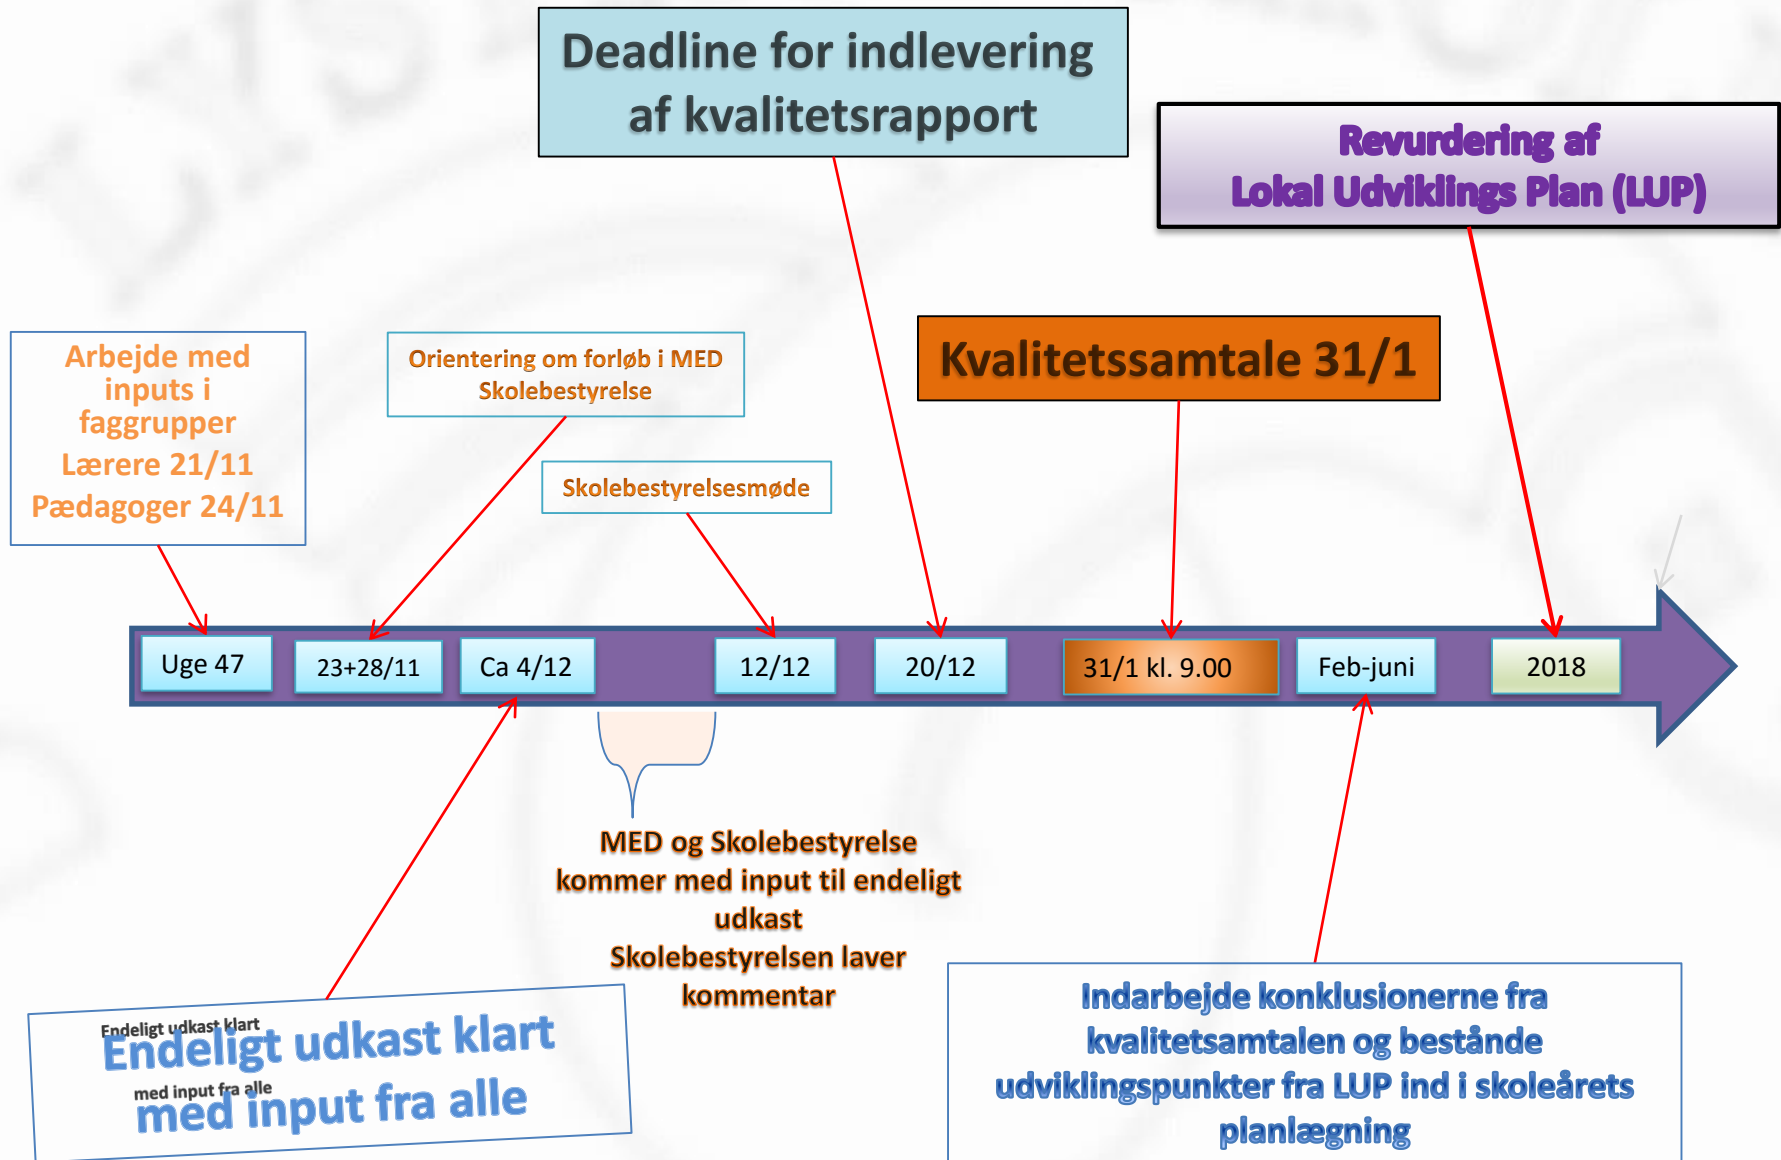 Deadline for indlevering
af kvalitetsrapport
Revurdering af
Lokal Udviklings Plan (LUP)
Arbejde med
inputs i
faggrupper
Lærere 21/11
Pædagoger 24/11
Orientering om forløb i MED
Skolebestyrelse
Kvalitetssamtale 31/1
Skolebestyrelsesmøde
Uge 47
23+28/11
Ca 4/12
12/12
20/12
31/1 kl. 9.00
Feb-juni
2018
MED og Skolebestyrelse
kommer med input til endeligt
udkast
Skolebestyrelsen laver
kommentar
Endeligt udkast klart
Endeligt udkast klart
med input fra alle
med input fra alle
Indarbejde konklusionerne fra
kvalitetsamtalen og bestånde
udviklingspunkter fra LUP ind i skoleårets
planlægning